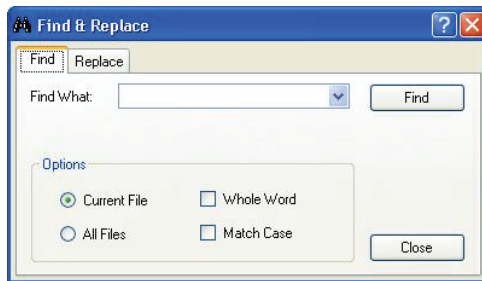 Find & Replace
Find Replace
Find What: Find
Options
Current File Whole Word
All Files Match Case
Close